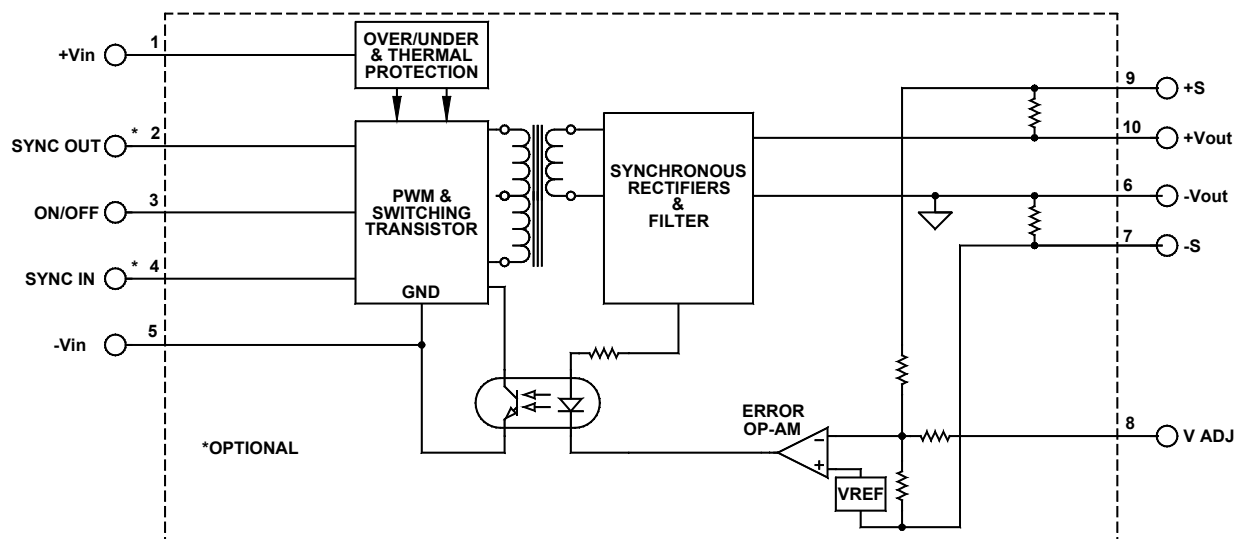 +Vin
1
OVER/UNDER
& THERMAL
PROTECTION
9
+S
SYNC OUT
*
2
10
+Vout
SYNCHRONOUS
RECTIFIERS
&
FILTER
PWM &
SWITCHING
TRANSISTOR
ON/OFF
3
6
-Vout
7
-S
SYNC IN
*
4
GND
-Vin
5
ERROR
OP-AM
8
V ADJ
*OPTIONAL
−
+
VREF